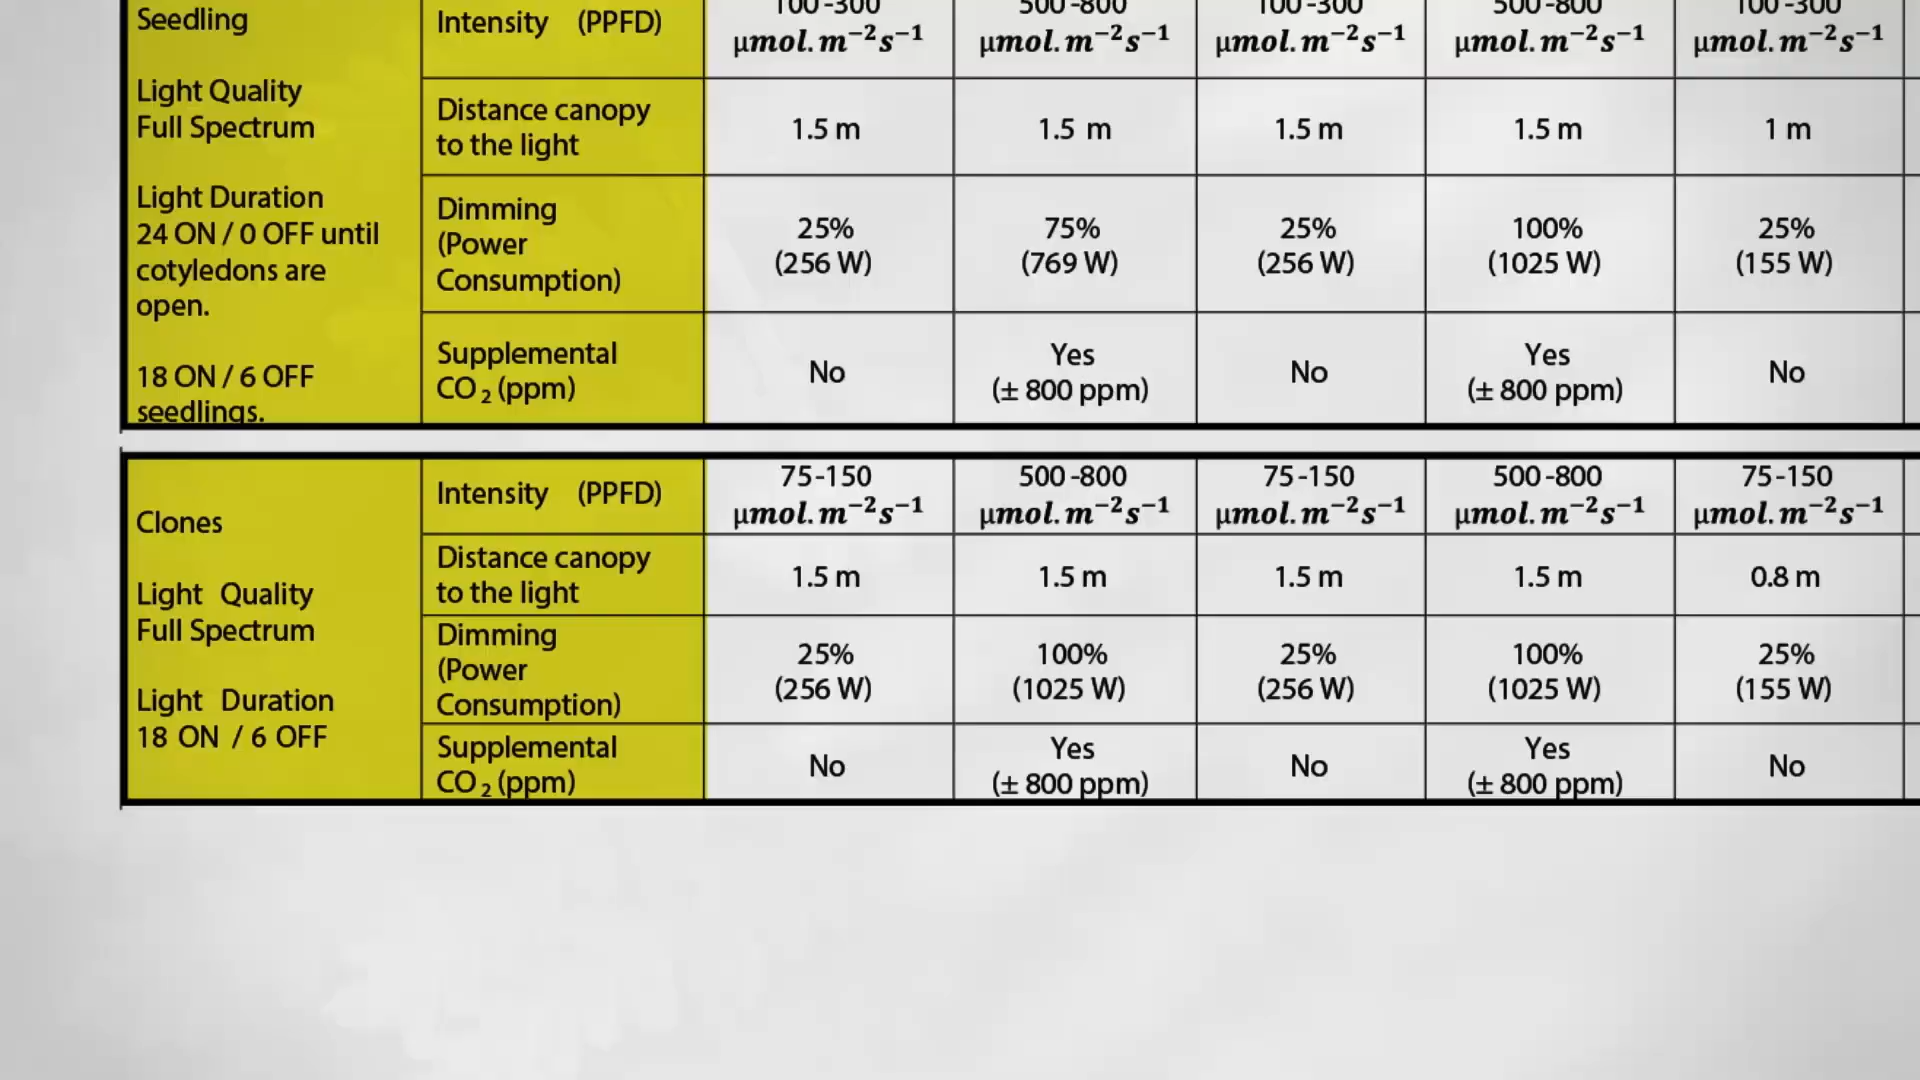 Seedling
Light Quality
Full Spectrum
Light Duration
24 ON / 0 OFF until
cotyledons are
open.
18 ON / 6 OFF
seedlings.
Intensity (PPFD)
100-300
μmol.m⁻²s⁻¹
500-800
μmol.m⁻²s⁻¹
100-300
μmol.m⁻²s⁻¹
500-800
μmol.m⁻²s⁻¹
100-300
μmol.m⁻²s⁻¹
Distance canopy
to the light
1.5 m
1.5 m
1.5 m
1.5 m
1 m
Dimming
(Power
Consumption)
25%
(256 W)
75%
(769 W)
25%
(256 W)
100%
(1025 W)
25%
(155 W)
Supplemental
CO₂ (ppm)
No
Yes
(± 800 ppm)
No
Yes
(± 800 ppm)
No
Clones
Light Quality
Full Spectrum
Light Duration
18 ON / 6 OFF
Intensity (PPFD)
75-150
μmol.m⁻²s⁻¹
500-800
μmol.m⁻²s⁻¹
75-150
μmol.m⁻²s⁻¹
500-800
μmol.m⁻²s⁻¹
75-150
μmol.m⁻²s⁻¹
Distance canopy
to the light
1.5 m
1.5 m
1.5 m
1.5 m
0.8 m
Dimming
(Power
Consumption)
25%
(256 W)
100%
(1025 W)
25%
(256 W)
100%
(1025 W)
25%
(155 W)
Supplemental
CO₂ (ppm)
No
Yes
(± 800 ppm)
No
Yes
(± 800 ppm)
No